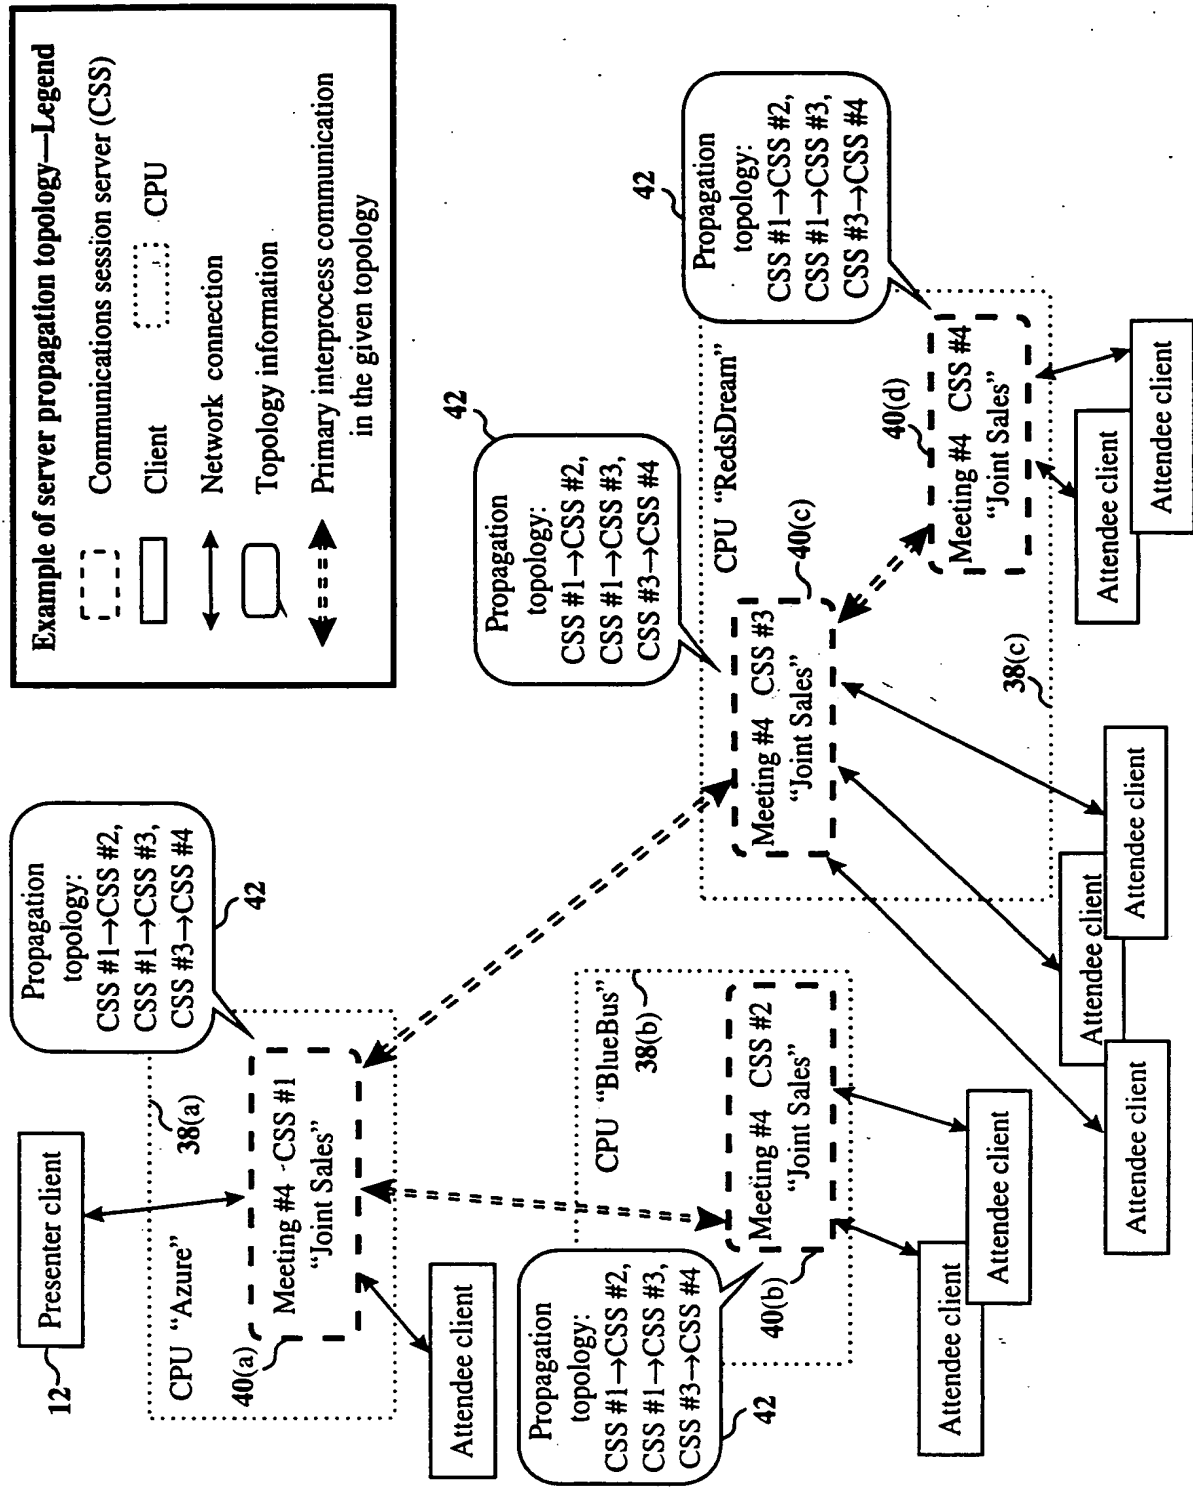 Example of server propagation topology—Legend
Communications session server (CSS)
Client
CPU
Network connection
Topology information
Primary interprocess communication
in the given topology
12
Presenter client
CPU "Azure"
38(a)
40(a)
Meeting #4 CSS #1
"Joint Sales"
Propagation
topology:
CSS #1→CSS #2,
CSS #1→CSS #3,
CSS #3→CSS #4
42
Attendee client
Propagation
topology:
CSS #1→CSS #2,
CSS #1→CSS #3,
CSS #3→CSS #4
42
CPU "BlueBus"
38(b)
40(b)
Meeting #4 CSS #2
"Joint Sales"
Attendee client
Attendee client
Propagation
topology:
CSS #1→CSS #2,
CSS #1→CSS #3,
CSS #3→CSS #4
42
CPU "RedsDream"
Meeting #4 CSS #3
"Joint Sales"
40(c)
38(c)
Attendee client
Attendee client
Attendee client
Propagation
topology:
CSS #1→CSS #2,
CSS #1→CSS #3,
CSS #3→CSS #4
42
40(d)
Meeting #4 CSS #4
"Joint Sales"
Attendee client
Attendee client